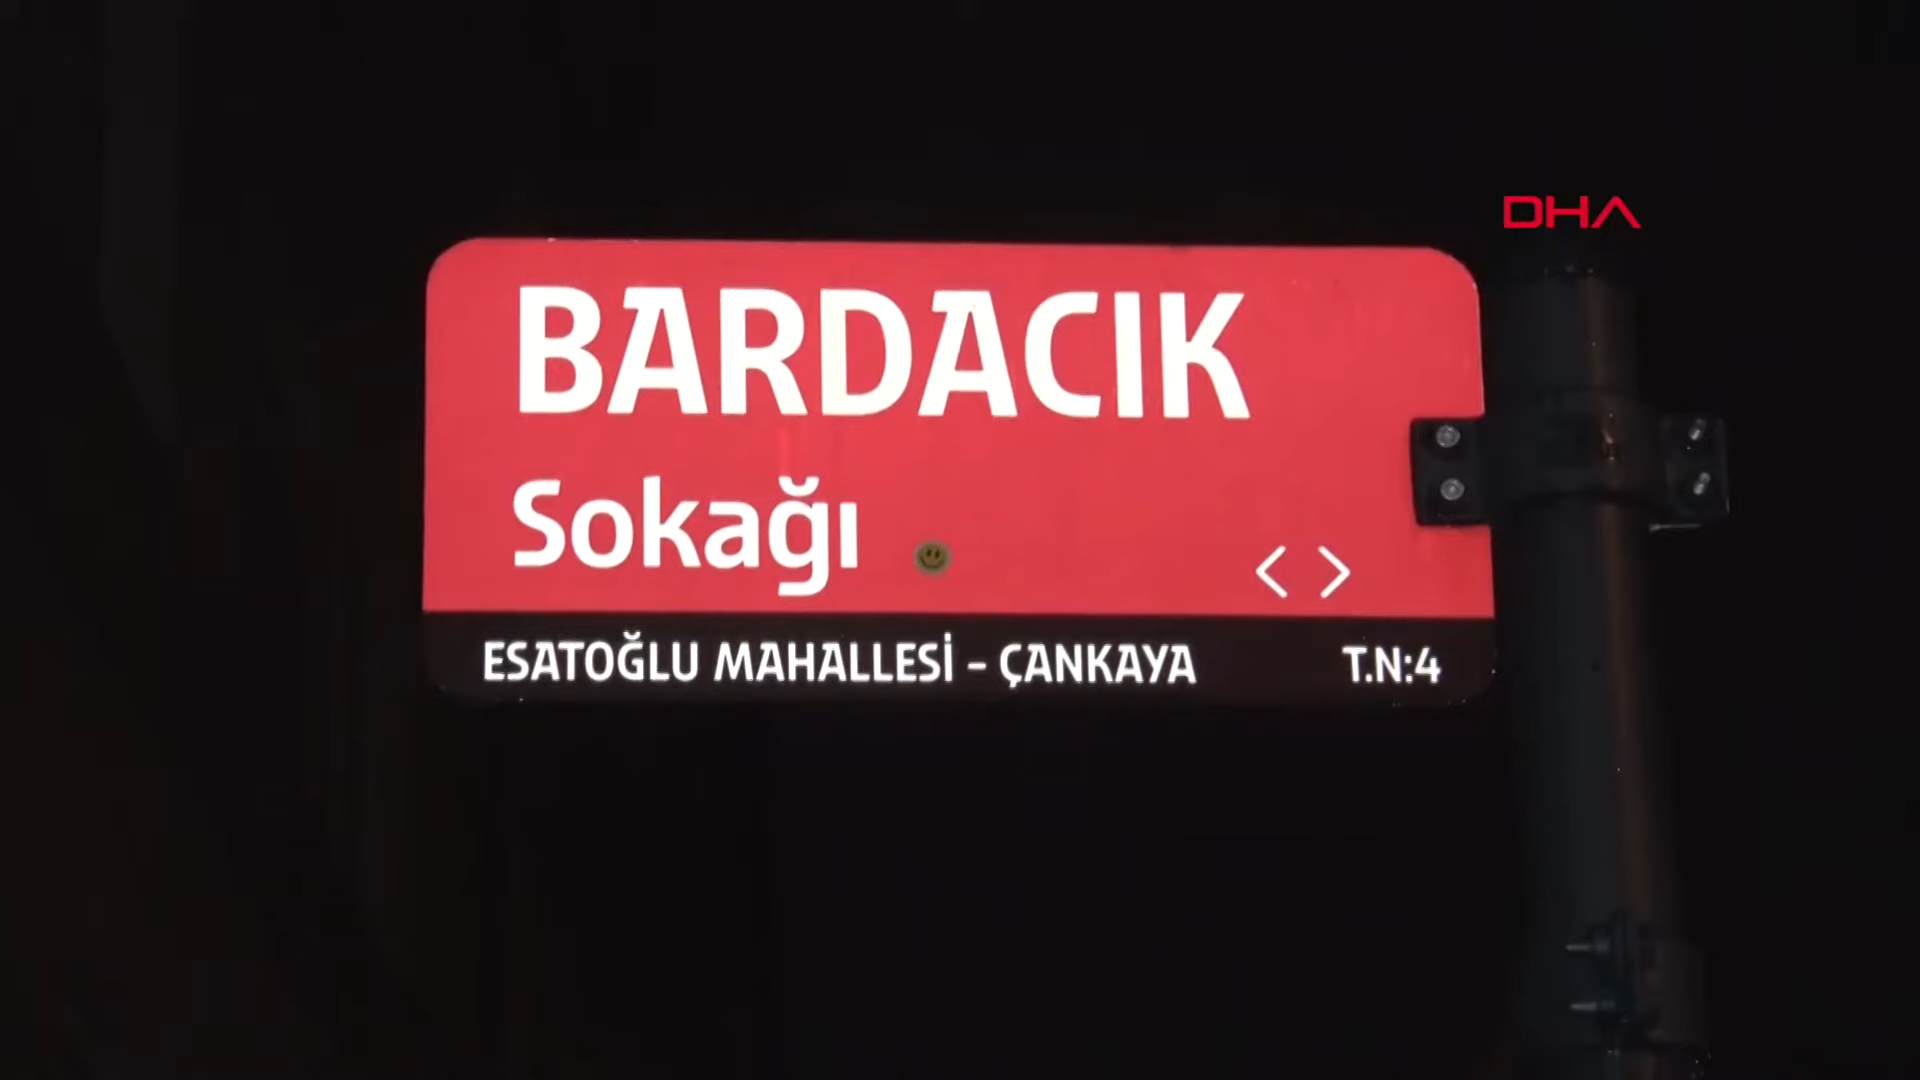 DHA
BARDACIK
Sokağı
< >
ESATOĞLU MAHALLESİ - ÇANKAYA T.N:4